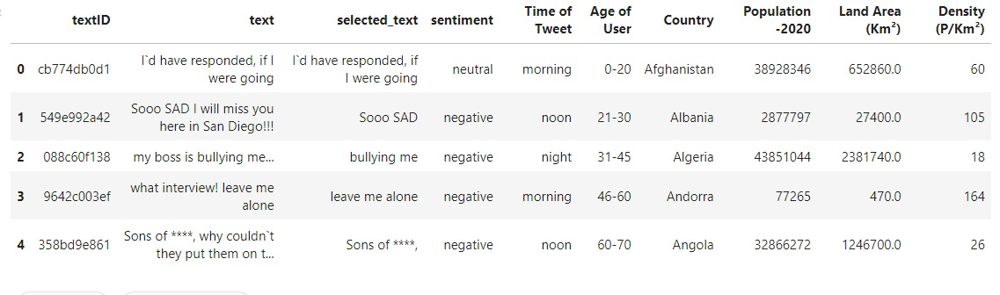 textID text selected_text sentiment Time of Tweet Age of User Country Population -2020 Land Area (Km²) Density (P/Km²)
0 cb774db0d1 I`d have responded, if I were going I`d have responded, if I were going neutral morning 0-20 Afghanistan 38928346 652860.0 60
1 549e992a42 Sooo SAD I will miss you here in San Diego!!! Sooo SAD negative noon 21-30 Albania 2877797 27400.0 105
2 088c60f138 my boss is bullying me... bullying me negative night 31-45 Algeria 43851044 2381740.0 18
3 9642c003ef what interview! leave me alone leave me alone negative morning 46-60 Andorra 77265 470.0 164
4 358bd9e861 Sons of ****, why couldn`t they put them on t... Sons of ****, negative noon 60-70 Angola 32866272 1246700.0 26